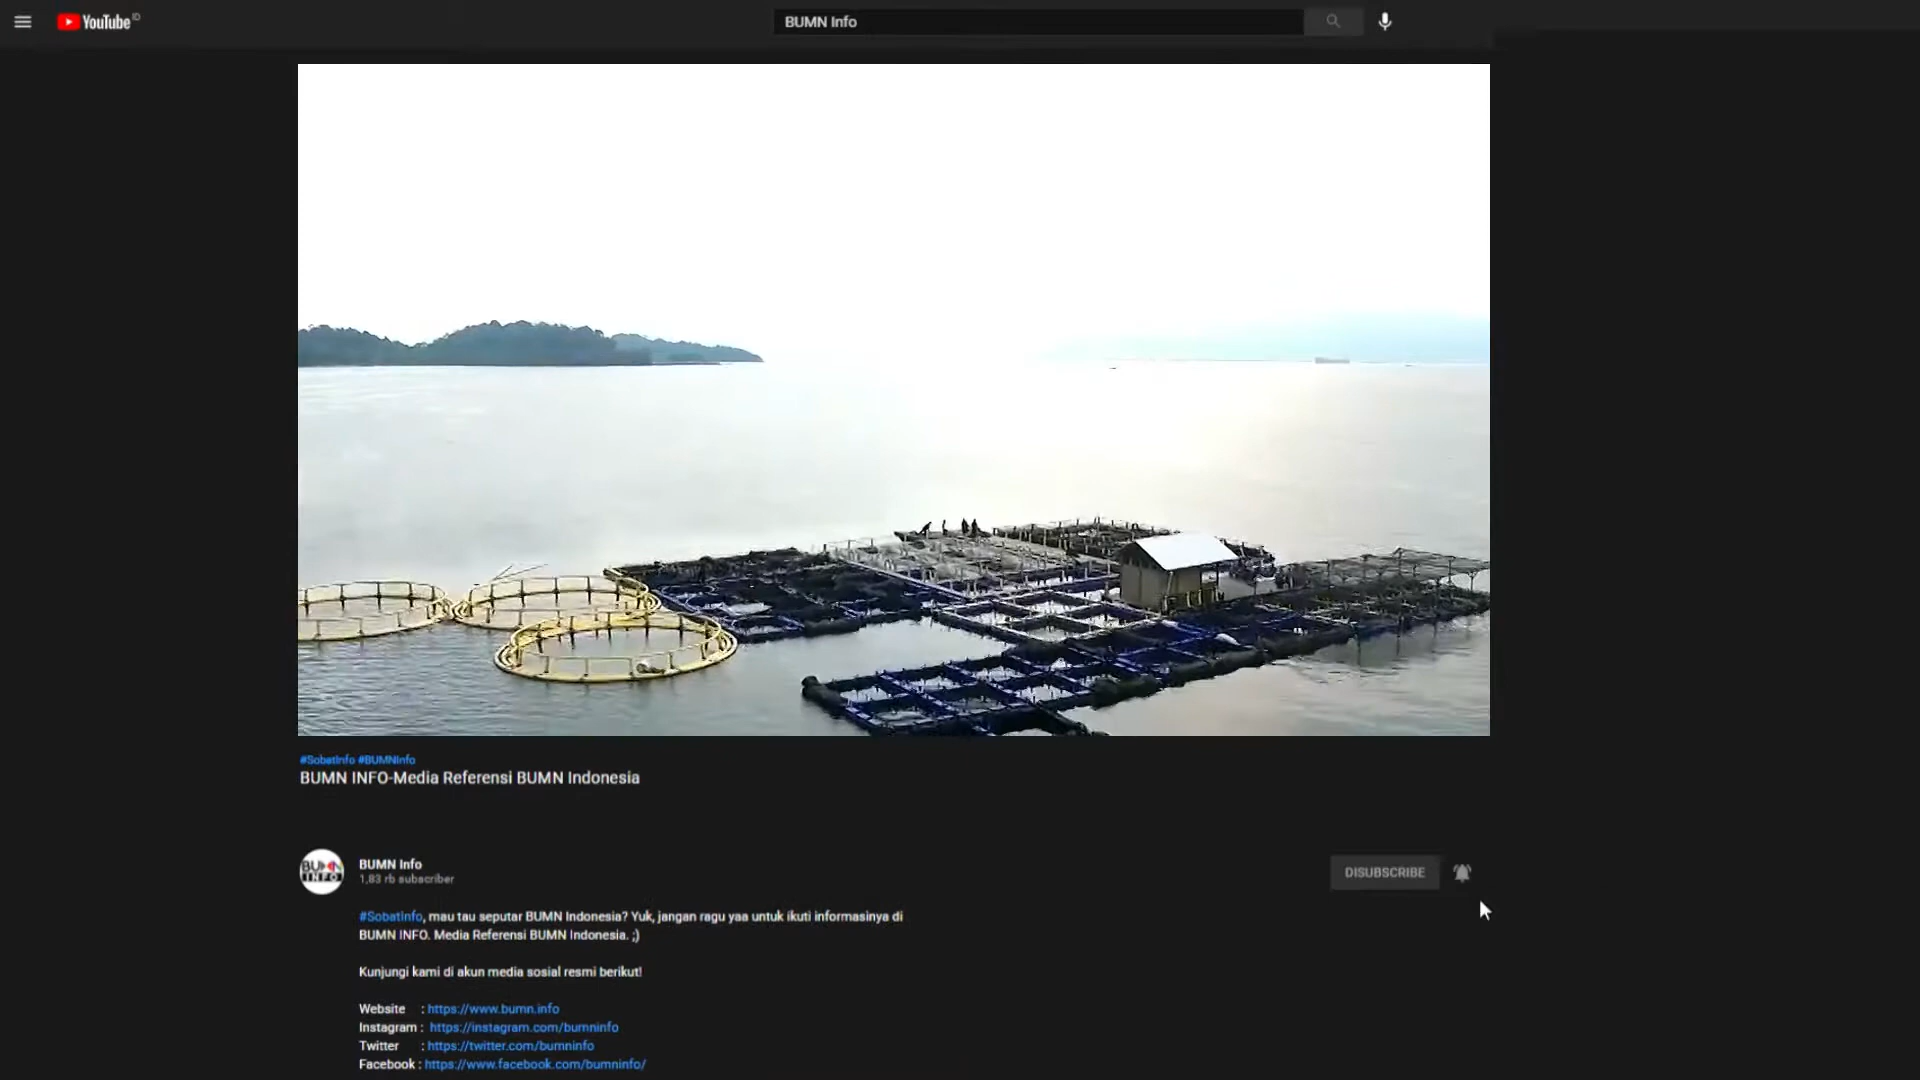 YouTube ID
BUMN Info
#SobatInfo #BUMNInfo
BUMN INFO-Media Referensi BUMN Indonesia
BUMN INFO
BUMN Info
1,83 rb subscriber
DISUBSCRIBE
#SobatInfo, mau tau seputar BUMN Indonesia? Yuk, jangan ragu yaa untuk ikuti informasinya di
BUMN INFO. Media Referensi BUMN Indonesia. ;)
Kunjungi kami di akun media sosial resmi berikut!
Website : https://www.bumn.info
Instagram : https://instagram.com/bumninfo
Twitter : https://twitter.com/bumninfo
Facebook : https://www.facebook.com/bumninfo/